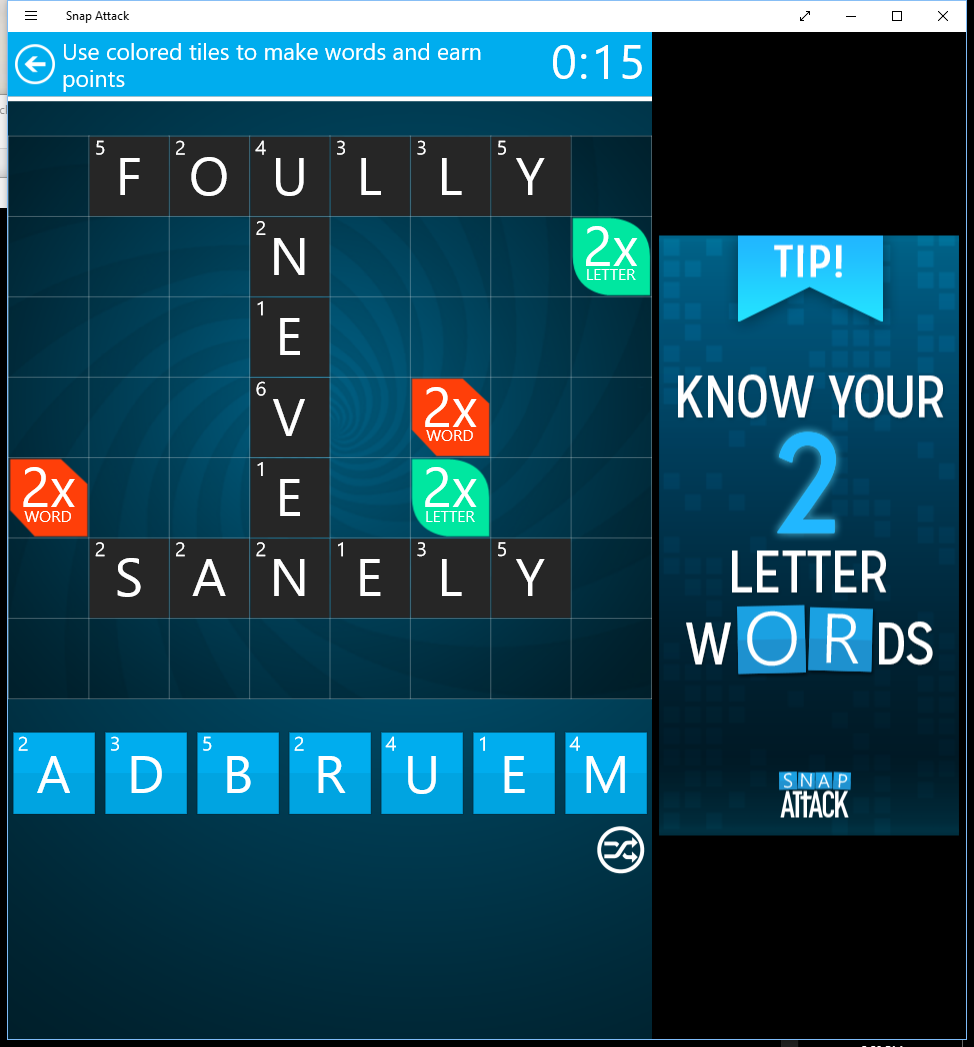 Snap Attack
Use colored tiles to make words and earn
points
0:15
5 F 2 O 4 U 3 L 3 L 5 Y
2 N 2x LETTER
1 E
6 V 2x WORD
2x WORD 1 E 2x LETTER
2 S 2 A 2 N 1 E 3 L 5 Y
2 A 3 D 5 B 2 R 4 U 1 E 4 M
TIP!
KNOW YOUR
2
LETTER
WORDS
SNAP
ATTACK